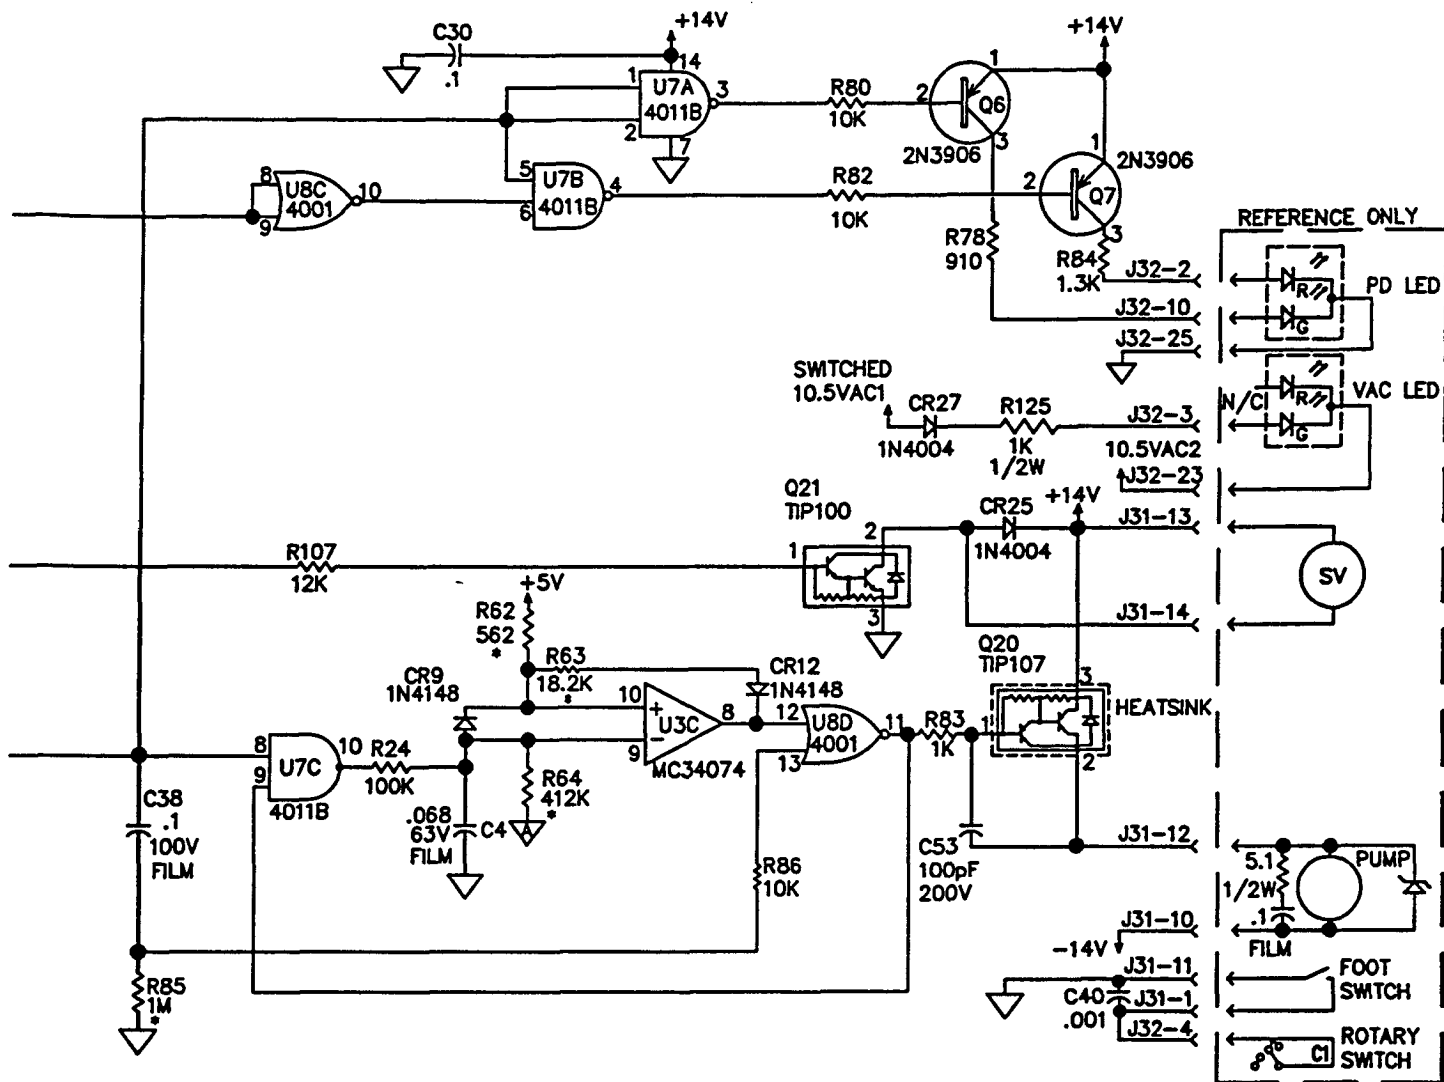 C30
.1
+14V
14
1
2
U7A
4011B
3
7
R80
10K
2
1
Q6
3
2N3906
+14V
1
2N3906
8
9
U8C
4001
10
5
6
U7B
4011B
4
R82
10K
2
Q7
3
R78
910
R84
1.3K
J32-2
J32-10
J32-25
REFERENCE ONLY
R
G
PD LED
SWITCHED
10.5VAC1
CR27
1N4004
R125
1K
1/2W
J32-3
10.5VAC2
J32-23
N/C
R
G
VAC LED
Q21
TIP100
1
2
3
CR25
1N4004
+14V
J31-13
J31-14
SV
R107
12K
+5V
R62
562
*
R63
18.2K
*
CR9
1N4148
CR12
1N4148
10
+
9
−
U3C
8
MC34074
12
13
U8D
4001
11
R83
1K
Q20
TIP107
1
3
2
HEATSINK
8
9
U7C
4011B
10
R24
100K
R64
412K
*
A
.068
63V
FILM
C4
C38
.1
100V
FILM
R86
10K
C53
100pF
200V
J31-12
5.1
1/2W
.1
FILM
PUMP
J31-10
-14V
J31-11
C40
.001
J31-1
J32-4
FOOT
SWITCH
C1
ROTARY
SWITCH
R85
1M
*